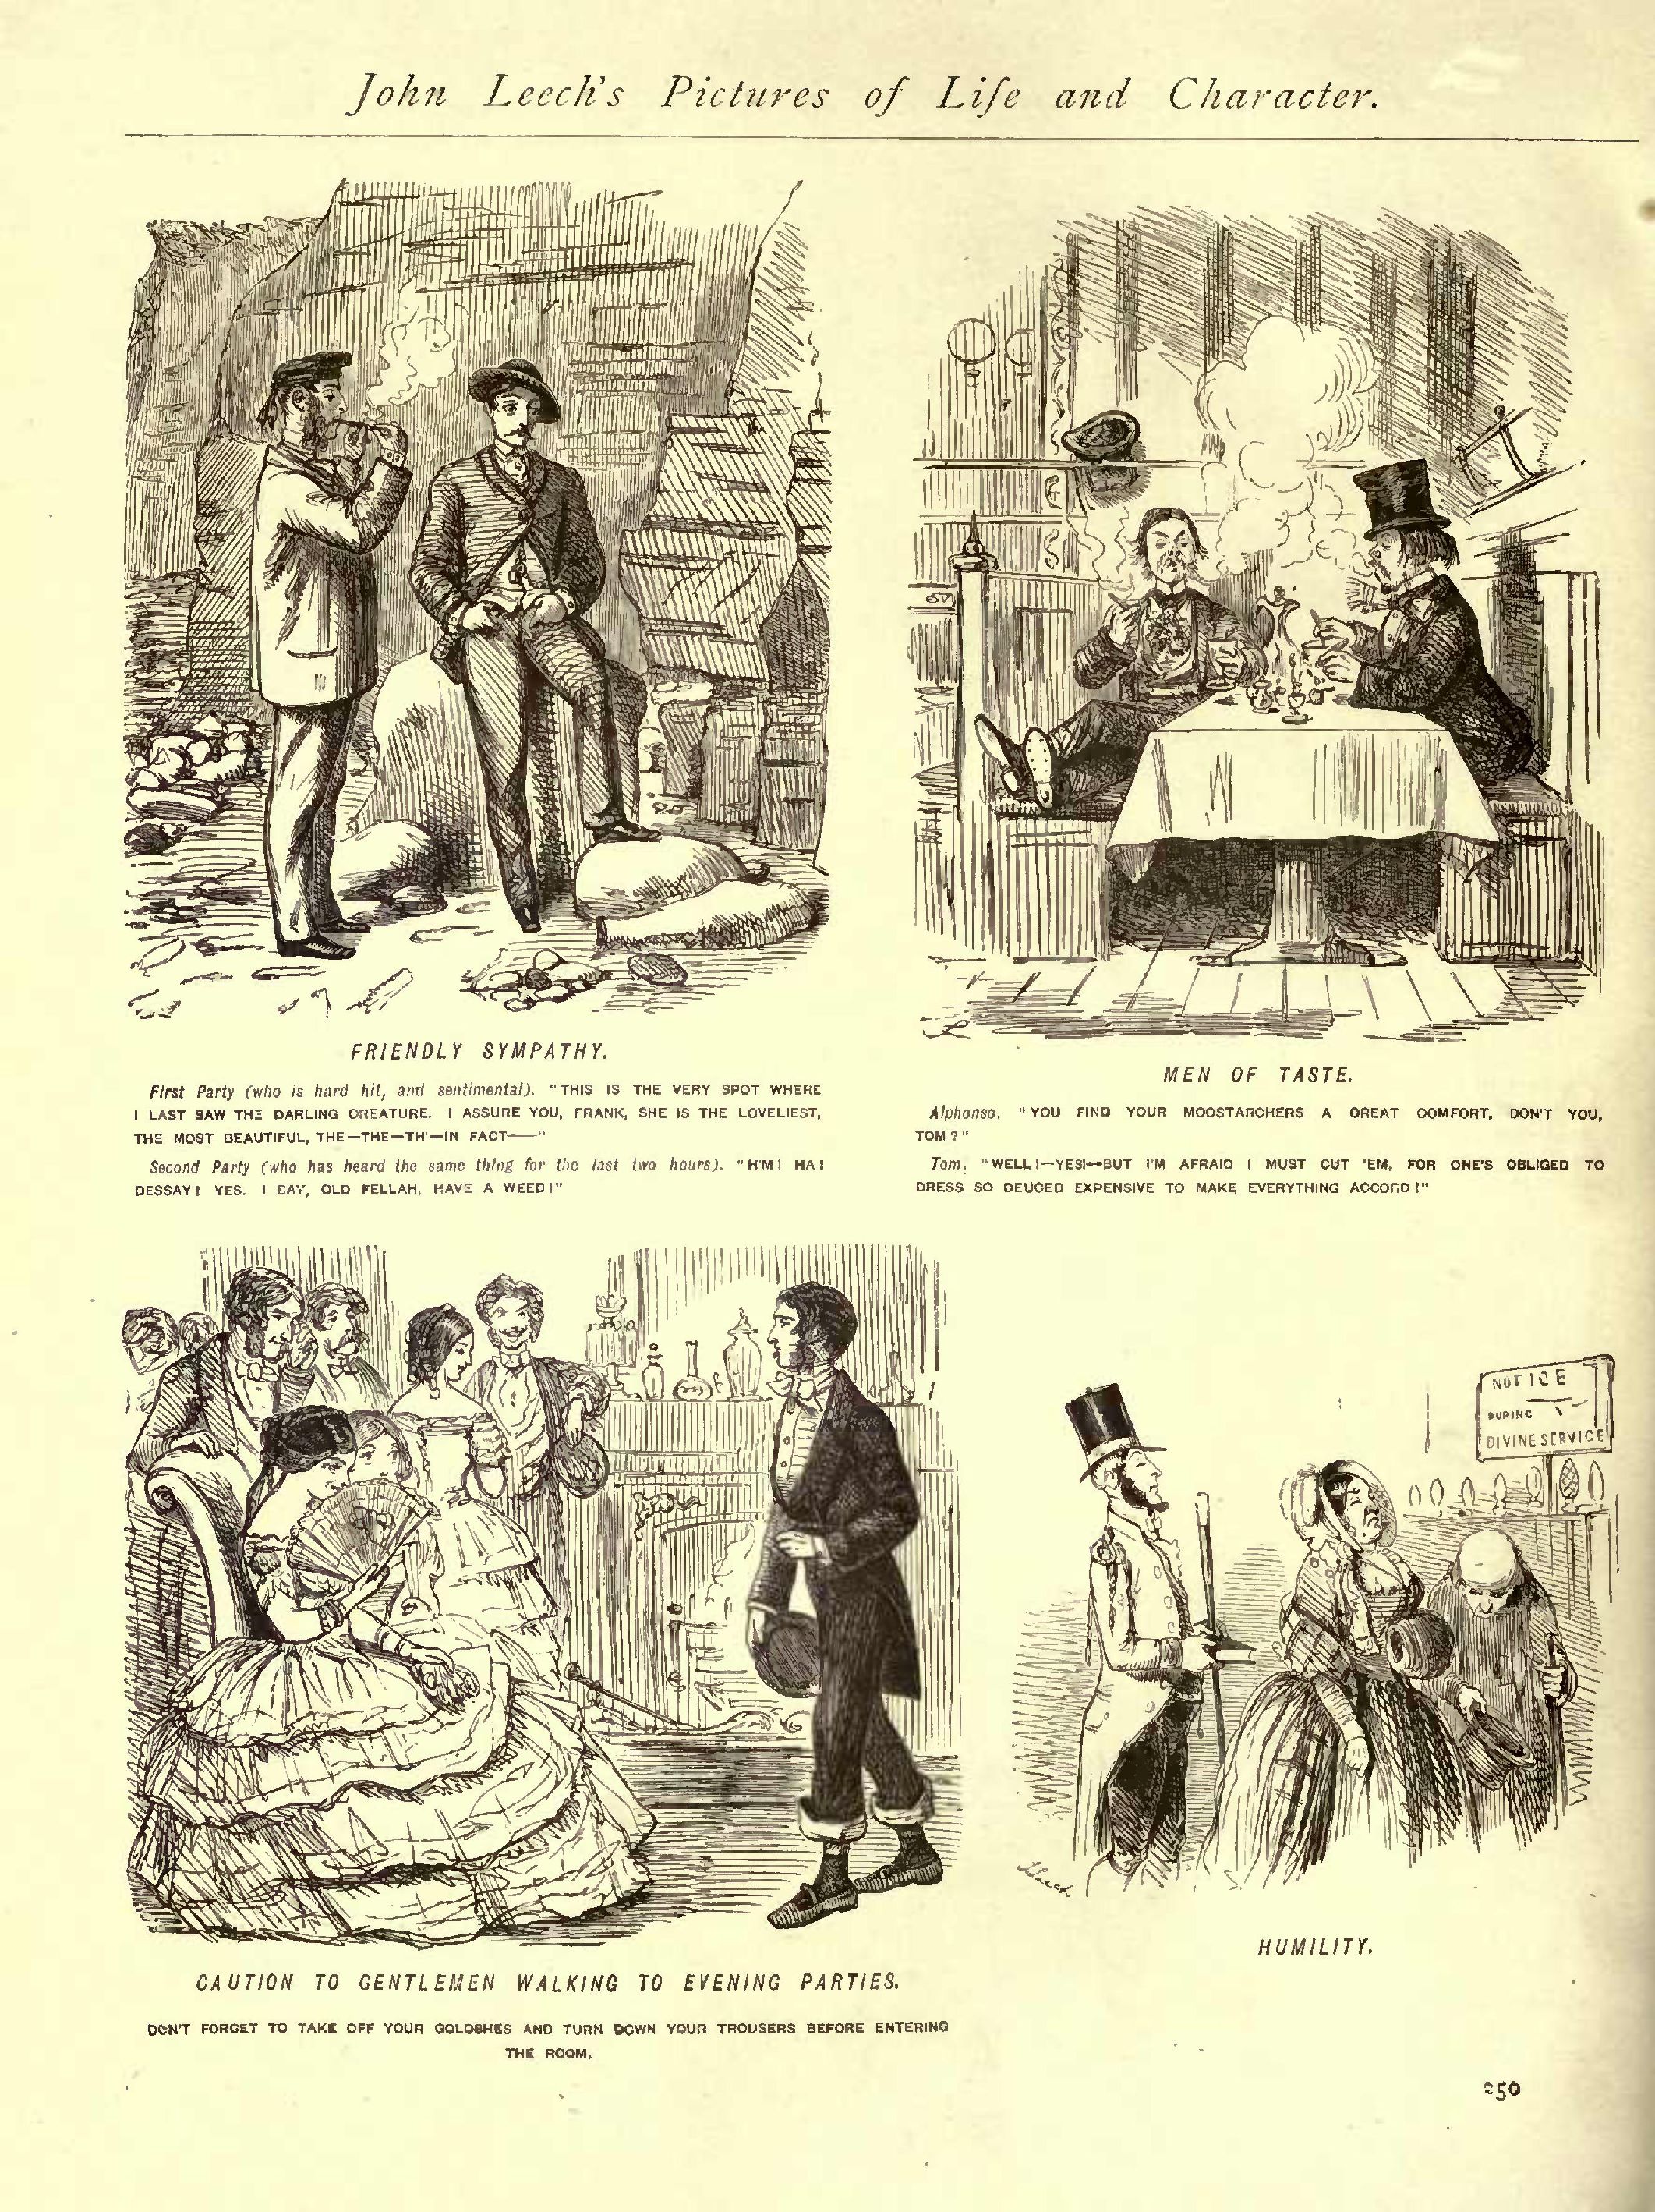 John Leech's Pictures of Life and Character.
FRIENDLY SYMPATHY.
First Party (who is hard hit, and sentimental). "THIS IS THE VERY SPOT WHERE
I LAST SAW THE DARLING CREATURE. I ASSURE YOU, FRANK, SHE IS THE LOVELIEST,
THE MOST BEAUTIFUL, THE—THE—TH'—IN FACT——"
Second Party (who has heard the same thing for the last two hours). "H'M! HA!
DESSAY! YES. I SAY, OLD FELLAH, HAVE A WEED!"
MEN OF TASTE.
Alphonso. "YOU FIND YOUR MOOSTARCHERS A GREAT COMFORT, DON'T YOU,
TOM?"
Tom. "WELL!—YES!—BUT I'M AFRAID I MUST CUT 'EM, FOR ONE'S OBLIGED TO
DRESS SO DEUCED EXPENSIVE TO MAKE EVERYTHING ACCORD!"
CAUTION TO GENTLEMEN WALKING TO EVENING PARTIES.
DON'T FORGET TO TAKE OFF YOUR GOLOSHES AND TURN DOWN YOUR TROUSERS BEFORE ENTERING
THE ROOM.
NOTICE
DURING
DIVINE SERVICE
J. Leech
HUMILITY.
250